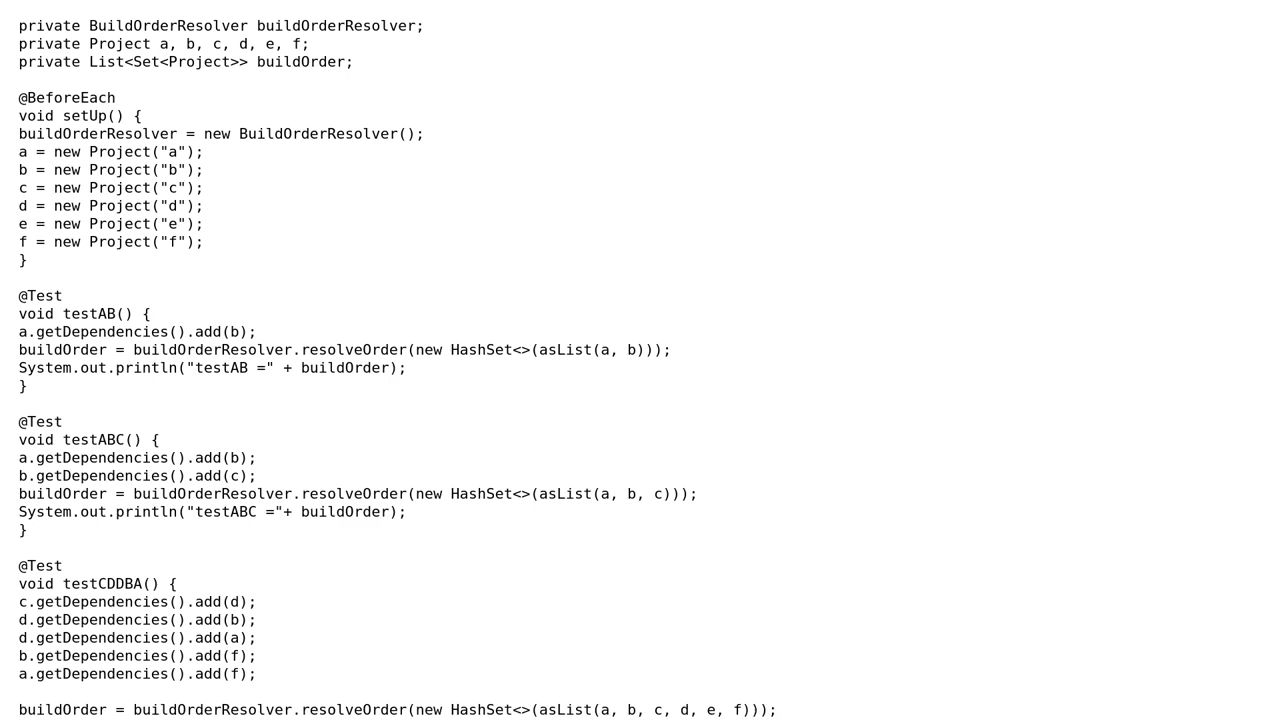 private BuildOrderResolver buildOrderResolver;
private Project a, b, c, d, e, f;
private List<Set<Project>> buildOrder;

@BeforeEach
void setUp() {
buildOrderResolver = new BuildOrderResolver();
a = new Project("a");
b = new Project("b");
c = new Project("c");
d = new Project("d");
e = new Project("e");
f = new Project("f");
}

@Test
void testAB() {
a.getDependencies().add(b);
buildOrder = buildOrderResolver.resolveOrder(new HashSet<>(asList(a, b)));
System.out.println("testAB =" + buildOrder);
}

@Test
void testABC() {
a.getDependencies().add(b);
b.getDependencies().add(c);
buildOrder = buildOrderResolver.resolveOrder(new HashSet<>(asList(a, b, c)));
System.out.println("testABC ="+ buildOrder);
}

@Test
void testCDDBA() {
c.getDependencies().add(d);
d.getDependencies().add(b);
d.getDependencies().add(a);
b.getDependencies().add(f);
a.getDependencies().add(f);

buildOrder = buildOrderResolver.resolveOrder(new HashSet<>(asList(a, b, c, d, e, f)));